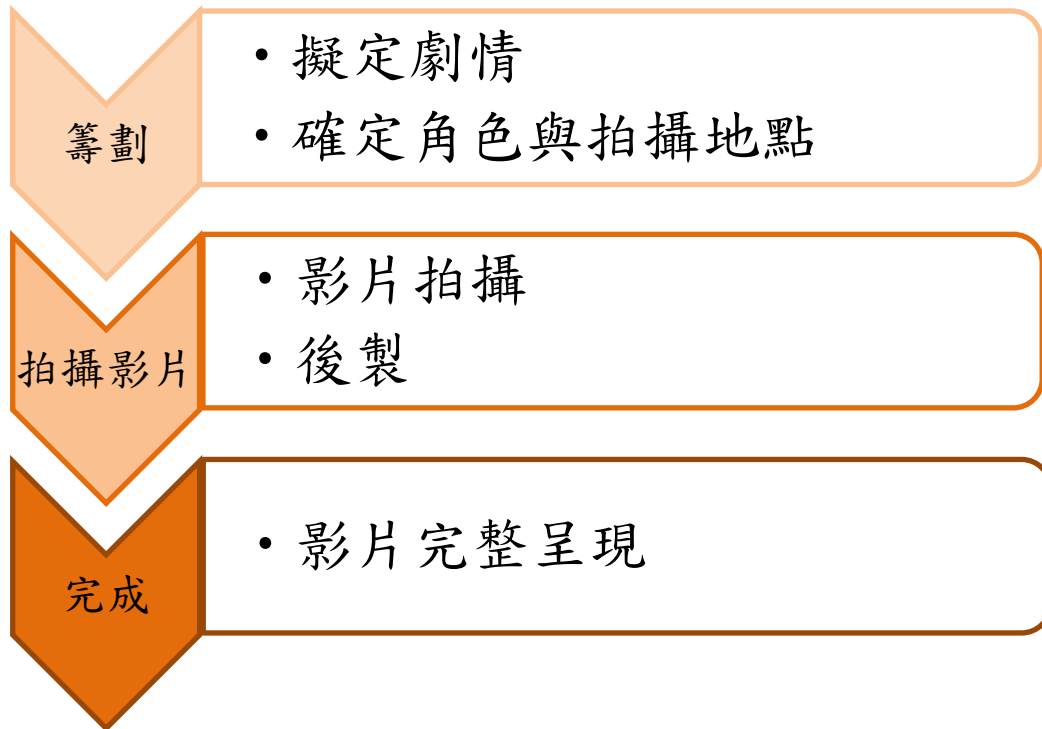 籌劃
• 擬定劇情
• 確定角色與拍攝地點
拍攝影片
• 影片拍攝
• 後製
完成
• 影片完整呈現